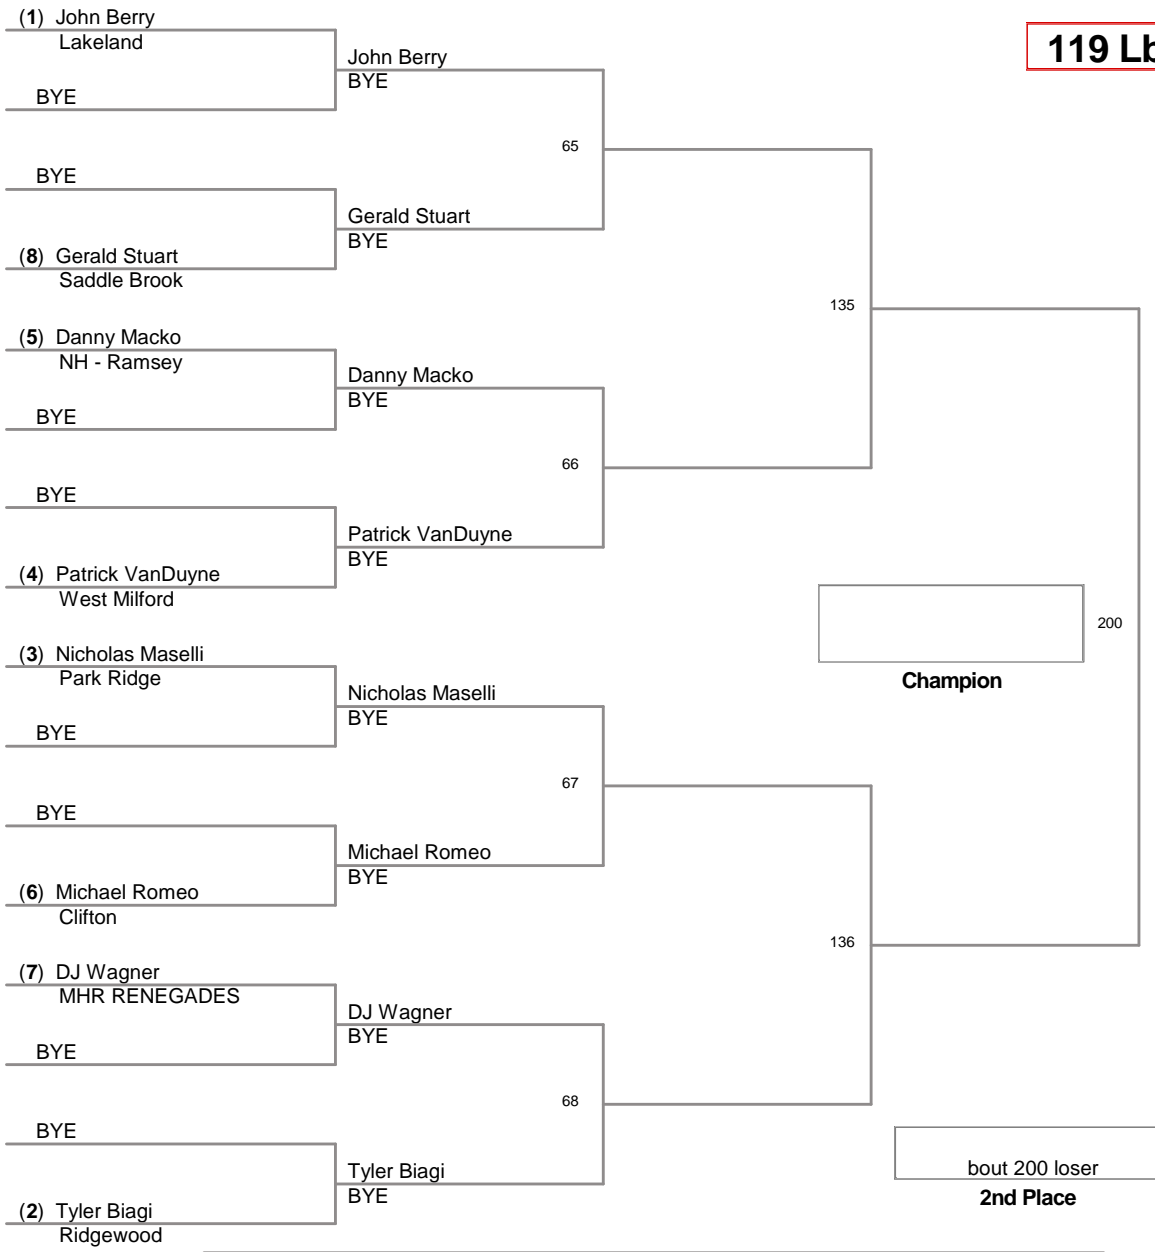 (1) John Berry
Lakeland
119 Lb
John Berry
BYE
BYE
65
BYE
Gerald Stuart
BYE
(8) Gerald Stuart
Saddle Brook
135
(5) Danny Macko
NH - Ramsey
Danny Macko
BYE
BYE
66
BYE
Patrick VanDuyne
BYE
(4) Patrick VanDuyne
West Milford
200
(3) Nicholas Maselli
Park Ridge
Champion
Nicholas Maselli
BYE
BYE
67
BYE
Michael Romeo
BYE
(6) Michael Romeo
Clifton
136
(7) DJ Wagner
MHR RENEGADES
DJ Wagner
BYE
BYE
68
BYE
Tyler Biagi
BYE
bout 200 loser
2nd Place
(2) Tyler Biagi
Ridgewood